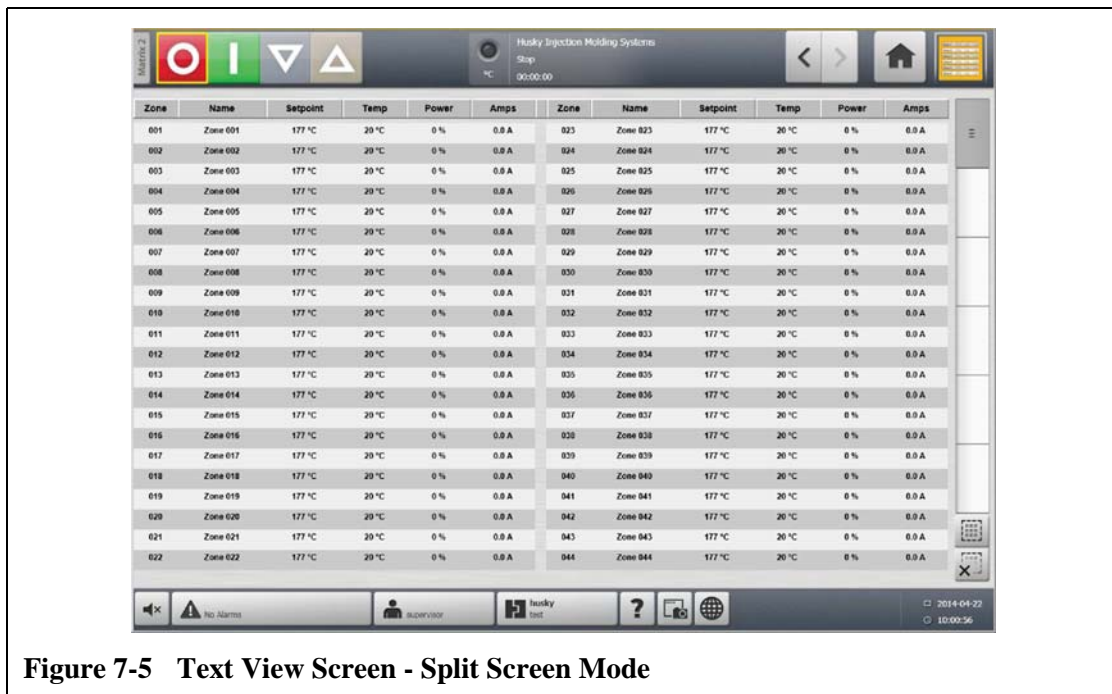 Matrix 2
Husky Injection Molding Systems
Stop
°C 00:00:00
Zone Name Setpoint Temp Power Amps Zone Name Setpoint Temp Power Amps
001 Zone 001 177 °C 20 °C 0 % 0.0 A 023 Zone 023 177 °C 20 °C 0 % 0.0 A
002 Zone 002 177 °C 20 °C 0 % 0.0 A 024 Zone 024 177 °C 20 °C 0 % 0.0 A
003 Zone 003 177 °C 20 °C 0 % 0.0 A 025 Zone 025 177 °C 20 °C 0 % 0.0 A
004 Zone 004 177 °C 20 °C 0 % 0.0 A 026 Zone 026 177 °C 20 °C 0 % 0.0 A
005 Zone 005 177 °C 20 °C 0 % 0.0 A 027 Zone 027 177 °C 20 °C 0 % 0.0 A
006 Zone 006 177 °C 20 °C 0 % 0.0 A 028 Zone 028 177 °C 20 °C 0 % 0.0 A
007 Zone 007 177 °C 20 °C 0 % 0.0 A 029 Zone 029 177 °C 20 °C 0 % 0.0 A
008 Zone 008 177 °C 20 °C 0 % 0.0 A 030 Zone 030 177 °C 20 °C 0 % 0.0 A
009 Zone 009 177 °C 20 °C 0 % 0.0 A 031 Zone 031 177 °C 20 °C 0 % 0.0 A
010 Zone 010 177 °C 20 °C 0 % 0.0 A 032 Zone 032 177 °C 20 °C 0 % 0.0 A
011 Zone 011 177 °C 20 °C 0 % 0.0 A 033 Zone 033 177 °C 20 °C 0 % 0.0 A
012 Zone 012 177 °C 20 °C 0 % 0.0 A 034 Zone 034 177 °C 20 °C 0 % 0.0 A
013 Zone 013 177 °C 20 °C 0 % 0.0 A 035 Zone 035 177 °C 20 °C 0 % 0.0 A
014 Zone 014 177 °C 20 °C 0 % 0.0 A 036 Zone 036 177 °C 20 °C 0 % 0.0 A
015 Zone 015 177 °C 20 °C 0 % 0.0 A 037 Zone 037 177 °C 20 °C 0 % 0.0 A
016 Zone 016 177 °C 20 °C 0 % 0.0 A 038 Zone 038 177 °C 20 °C 0 % 0.0 A
017 Zone 017 177 °C 20 °C 0 % 0.0 A 039 Zone 039 177 °C 20 °C 0 % 0.0 A
018 Zone 018 177 °C 20 °C 0 % 0.0 A 040 Zone 040 177 °C 20 °C 0 % 0.0 A
019 Zone 019 177 °C 20 °C 0 % 0.0 A 041 Zone 041 177 °C 20 °C 0 % 0.0 A
020 Zone 020 177 °C 20 °C 0 % 0.0 A 042 Zone 042 177 °C 20 °C 0 % 0.0 A
021 Zone 021 177 °C 20 °C 0 % 0.0 A 043 Zone 043 177 °C 20 °C 0 % 0.0 A
022 Zone 022 177 °C 20 °C 0 % 0.0 A 044 Zone 044 177 °C 20 °C 0 % 0.0 A
No Alarms supervisor husky ? 2014-04-22
test 10:00:56
Figure 7-5 Text View Screen - Split Screen Mode